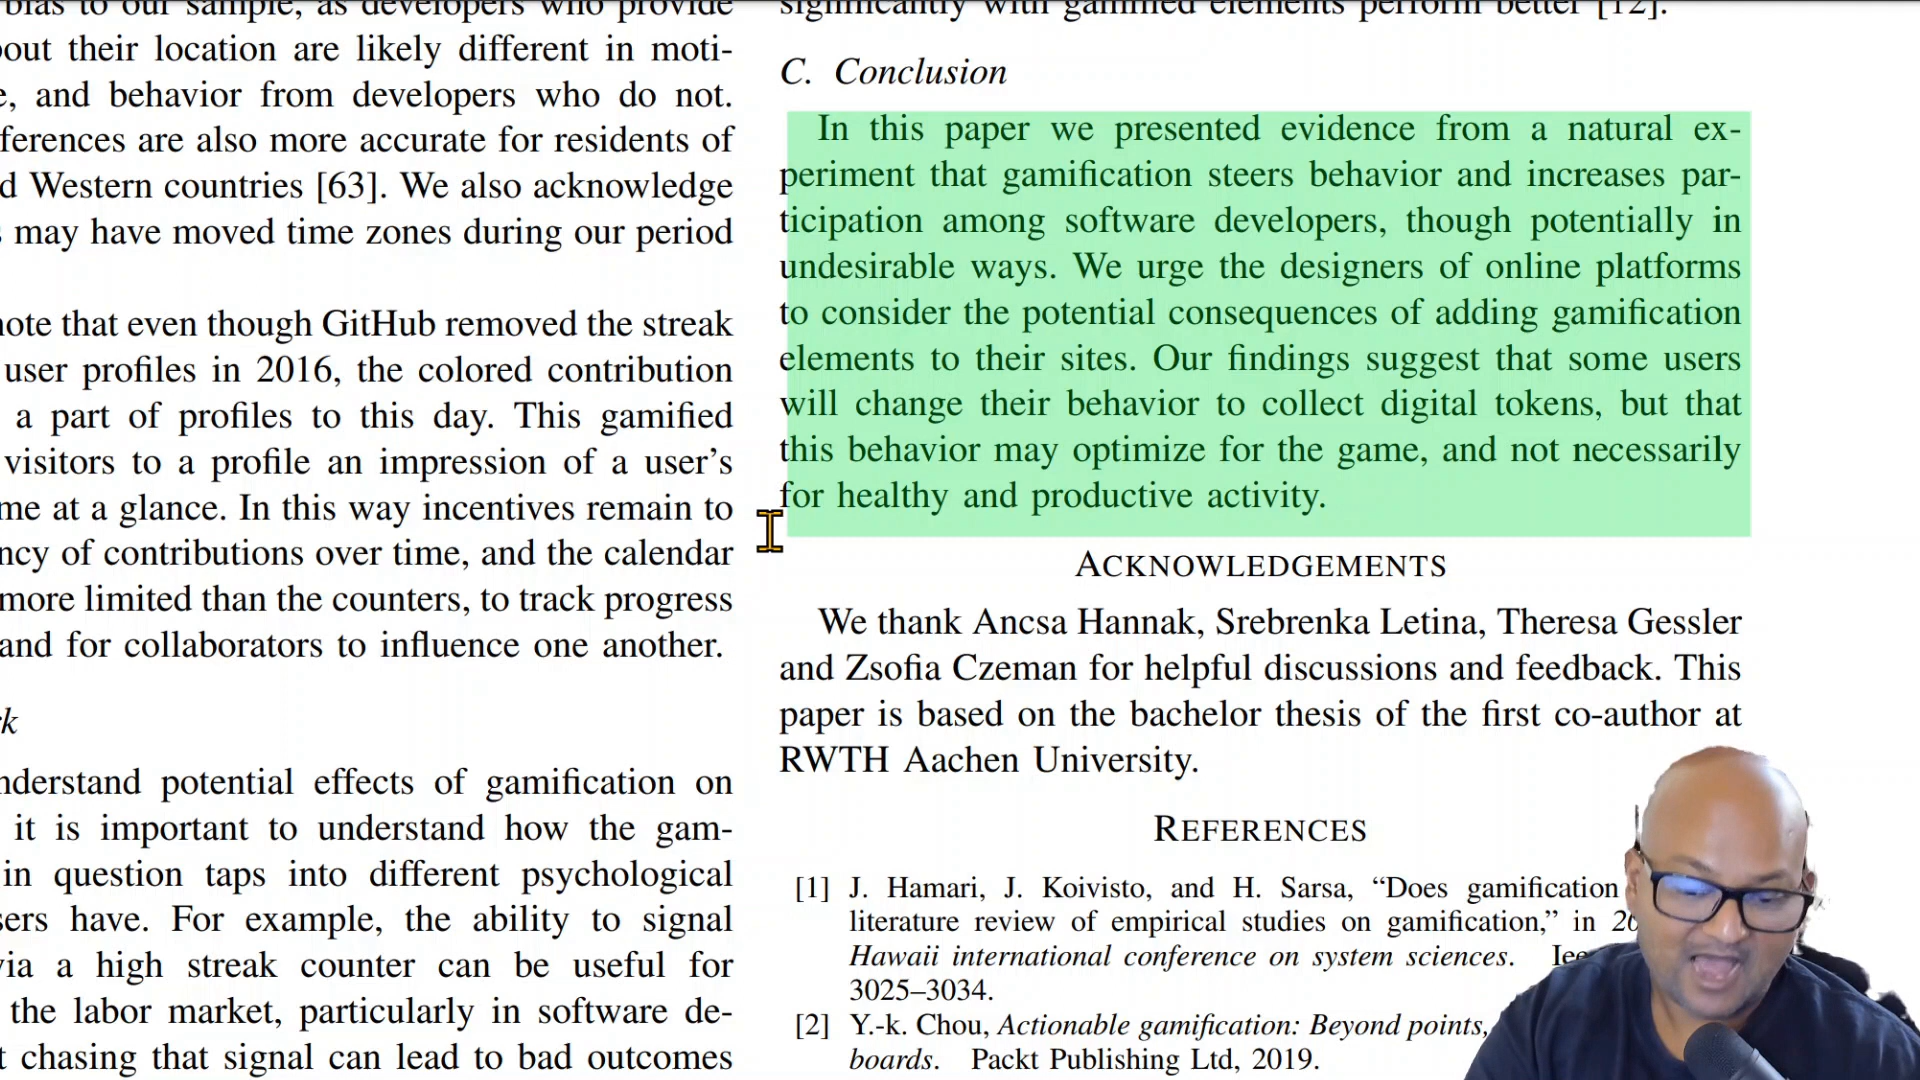 bias to our sample, as developers who provide
bout their location are likely different in moti-
e, and behavior from developers who do not.
ferences are also more accurate for residents of
d Western countries [63]. We also acknowledge
s may have moved time zones during our period
note that even though GitHub removed the streak
user profiles in 2016, the colored contribution
a part of profiles to this day. This gamified
visitors to a profile an impression of a user's
me at a glance. In this way incentives remain to
ncy of contributions over time, and the calendar
more limited than the counters, to track progress
and for collaborators to influence one another.
k
nderstand potential effects of gamification on
it is important to understand how the gam-
in question taps into different psychological
sers have. For example, the ability to signal
via a high streak counter can be useful for
the labor market, particularly in software de-
t chasing that signal can lead to bad outcomes
significantly with gamified elements perform better [12].
C. Conclusion
In this paper we presented evidence from a natural ex-
periment that gamification steers behavior and increases par-
ticipation among software developers, though potentially in
undesirable ways. We urge the designers of online platforms
to consider the potential consequences of adding gamification
elements to their sites. Our findings suggest that some users
will change their behavior to collect digital tokens, but that
this behavior may optimize for the game, and not necessarily
for healthy and productive activity.
ACKNOWLEDGEMENTS
We thank Ancsa Hannak, Srebrenka Letina, Theresa Gessler
and Zsofia Czeman for helpful discussions and feedback. This
paper is based on the bachelor thesis of the first co-author at
RWTH Aachen University.
REFERENCES
[1] J. Hamari, J. Koivisto, and H. Sarsa, “Does gamification
literature review of empirical studies on gamification,” in 20
Hawaii international conference on system sciences. Iee
3025–3034.
[2] Y.-k. Chou, Actionable gamification: Beyond points,
boards. Packt Publishing Ltd, 2019.